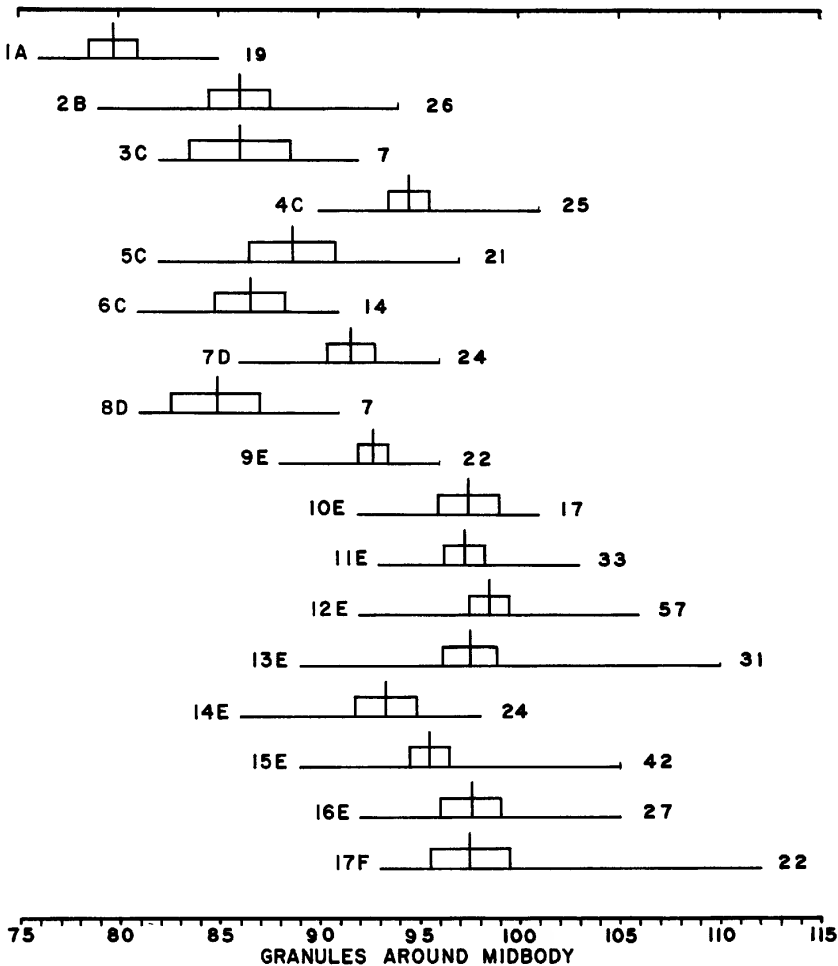 1A 19
2B 26
3C 7
4C 25
5C 21
6C 14
7D 24
8D 7
9E 22
10E 17
11E 33
12E 57
13E 31
14E 24
15E 42
16E 27
17F 22
75 80 85 90 95 100 105 110 115
GRANULES AROUND MIDBODY